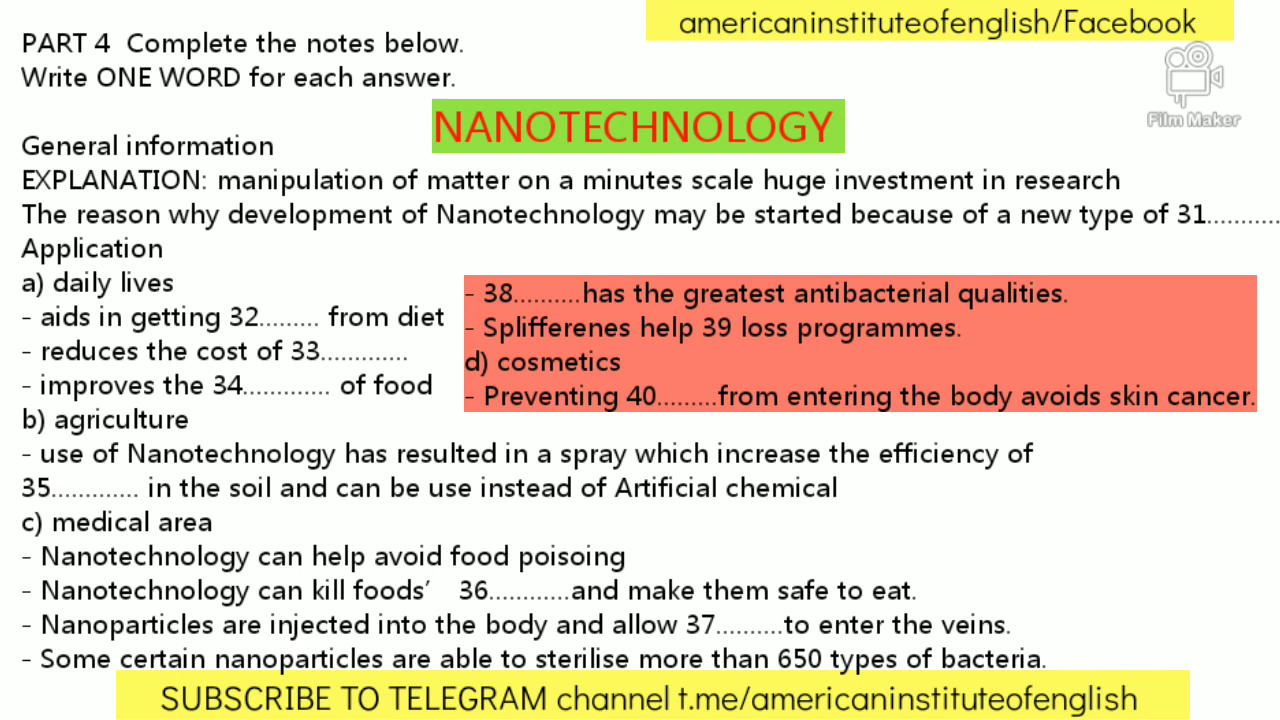 americaninstituteofenglish/Facebook
PART 4 Complete the notes below.
Write ONE WORD for each answer.
Film Maker
NANOTECHNOLOGY
General information
EXPLANATION: manipulation of matter on a minutes scale huge investment in research
The reason why development of Nanotechnology may be started because of a new type of 31...........
Application
a) daily lives
- aids in getting 32......... from diet
- reduces the cost of 33.............
- improves the 34............. of food
b) agriculture
- use of Nanotechnology has resulted in a spray which increase the efficiency of
35............. in the soil and can be use instead of Artificial chemical
c) medical area
- Nanotechnology can help avoid food poisoing
- Nanotechnology can kill foods′ 36............and make them safe to eat.
- Nanoparticles are injected into the body and allow 37..........to enter the veins.
- Some certain nanoparticles are able to sterilise more than 650 types of bacteria.
- 38..........has the greatest antibacterial qualities.
- Splifferenes help 39 loss programmes.
d) cosmetics
- Preventing 40.........from entering the body avoids skin cancer.
SUBSCRIBE TO TELEGRAM channel t.me/americaninstituteofenglish